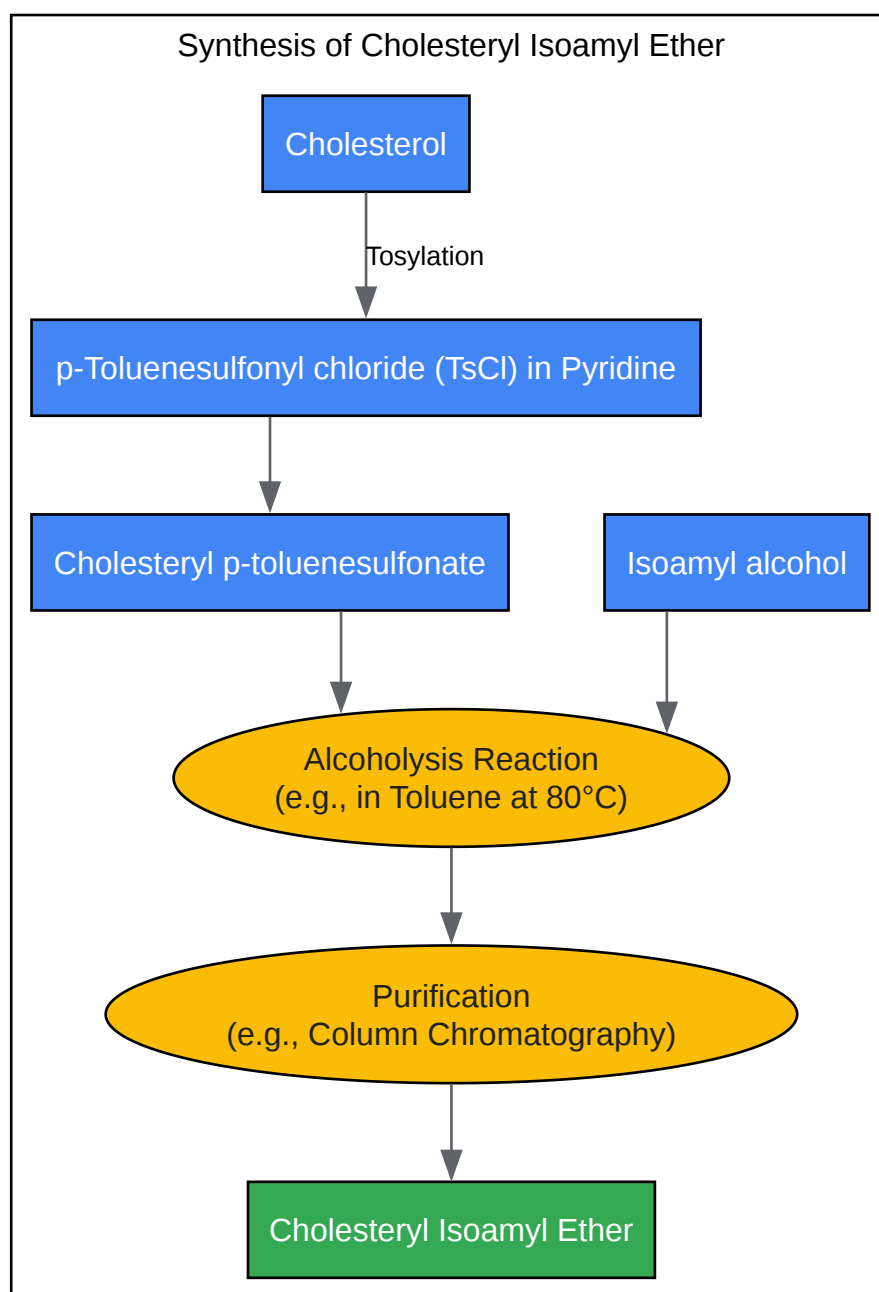 Synthesis of Cholesteryl Isoamyl Ether
Cholesterol
Tosylation
p-Toluenesulfonyl chloride (TsCl) in Pyridine
Cholesteryl p-toluenesulfonate
Isoamyl alcohol
Alcoholysis Reaction
(e.g., in Toluene at 80°C)
Purification
(e.g., Column Chromatography)
Cholesteryl Isoamyl Ether